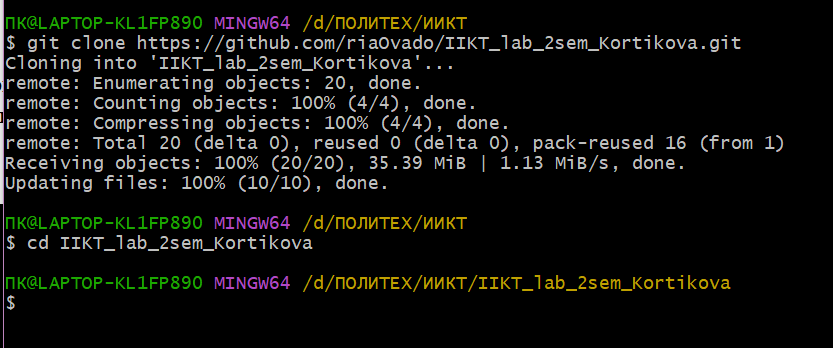 ПК@LAPTOP-KL1FP890 MINGW64 /d/ПОЛИТЕХ/ИИКТ
$ git clone https://github.com/riaOvado/IIKT_lab_2sem_Kortikova.git
Cloning into 'IIKT_lab_2sem_Kortikova'...
remote: Enumerating objects: 20, done.
remote: Counting objects: 100% (4/4), done.
remote: Compressing objects: 100% (4/4), done.
remote: Total 20 (delta 0), reused 0 (delta 0), pack-reused 16 (from 1)
Receiving objects: 100% (20/20), 35.39 MiB | 1.13 MiB/s, done.
Updating files: 100% (10/10), done.
ПК@LAPTOP-KL1FP890 MINGW64 /d/ПОЛИТЕХ/ИИКТ
$ cd IIKT_lab_2sem_Kortikova
ПК@LAPTOP-KL1FP890 MINGW64 /d/ПОЛИТЕХ/ИИКТ/IIKT_lab_2sem_Kortikova
$